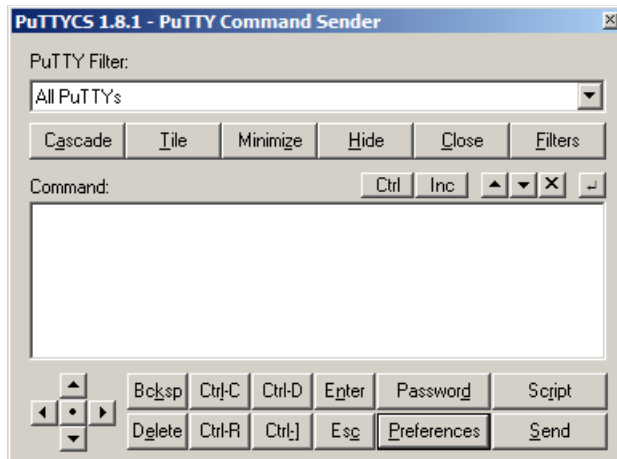 PuTTYCS 1.8.1 - PuTTY Command Sender
PuTTY Filter:
All PuTTYs
Cascade Tile Minimize Hide Close Filters
Command: Ctrl Inc
Bcksp Ctrl-C Ctrl-D Enter Password Script
Delete Ctrl-R Ctrl-] Esc Preferences Send